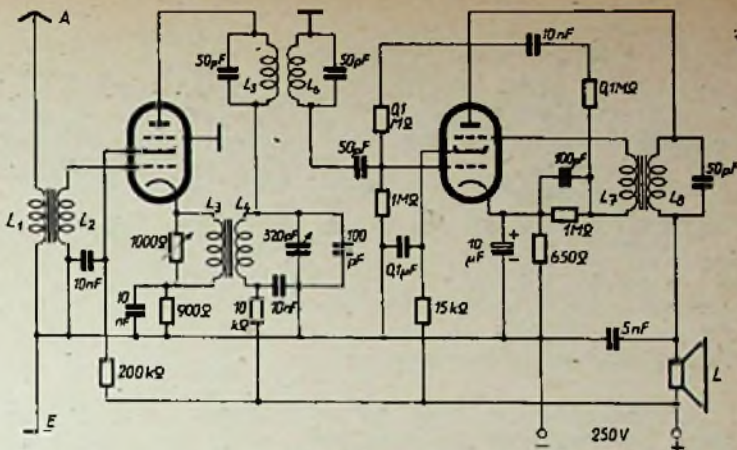 A
50pF
L₅
L₆
50pF
10nF
0,1
MΩ
0,1MΩ
50pF
100pF
L₇
L₈
50pF
L₁
L₂
L₃
L₄
1000Ω
320pF
100
pF
1MΩ
10
μF
+
−
1MΩ
650Ω
10nF
10
nF
900Ω
10
kΩ
10nF
0,1μF
15kΩ
5nF
200kΩ
L
E
−
250V
+